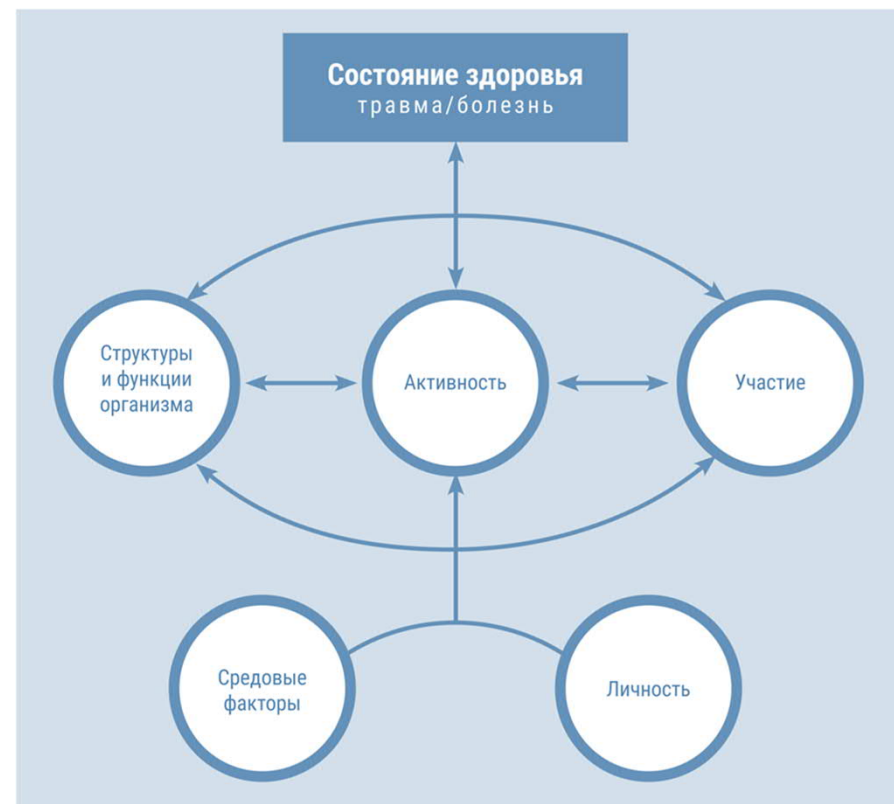 Состояние здоровья
травма/болезнь
Структуры
и функции
организма
Активность
Участие
Средовые
факторы
Личность